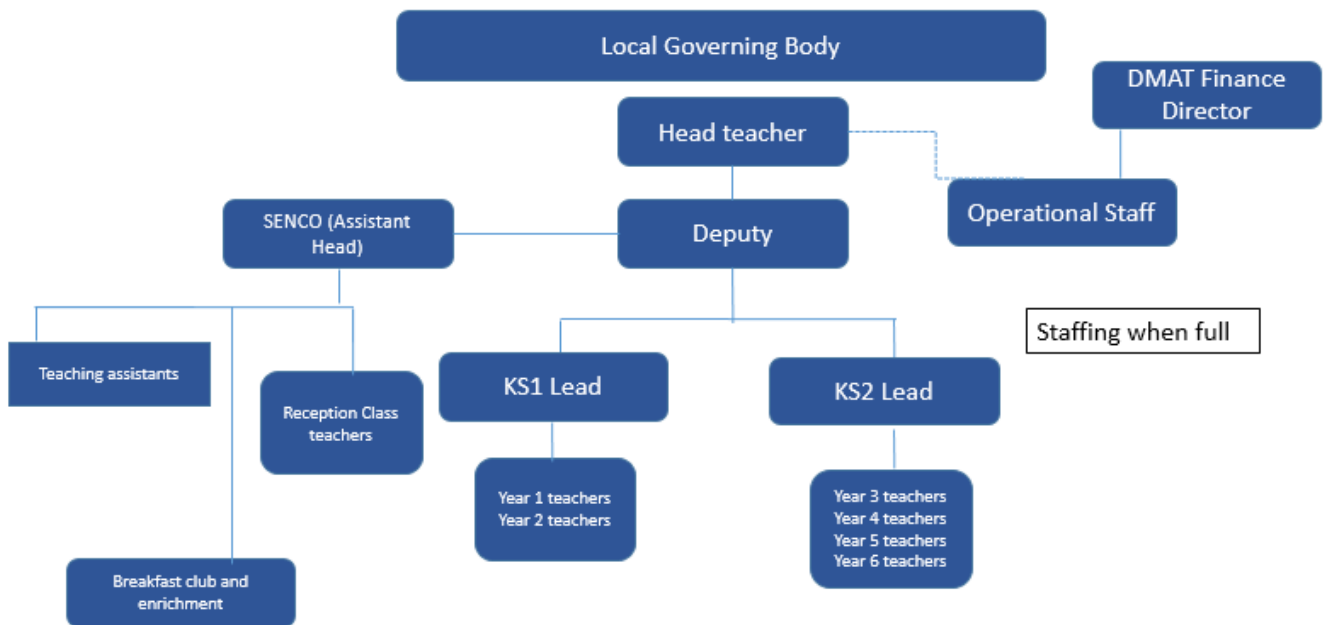 Local Governing Body
DMAT Finance
Director
Head teacher
Operational Staff
SENCO (Assistant
Head)
Deputy
Staffing when full
Teaching assistants
Reception Class
teachers
KS1 Lead
KS2 Lead
Year 1 teachers
Year 2 teachers
Year 3 teachers
Year 4 teachers
Year 5 teachers
Year 6 teachers
Breakfast club and
enrichment